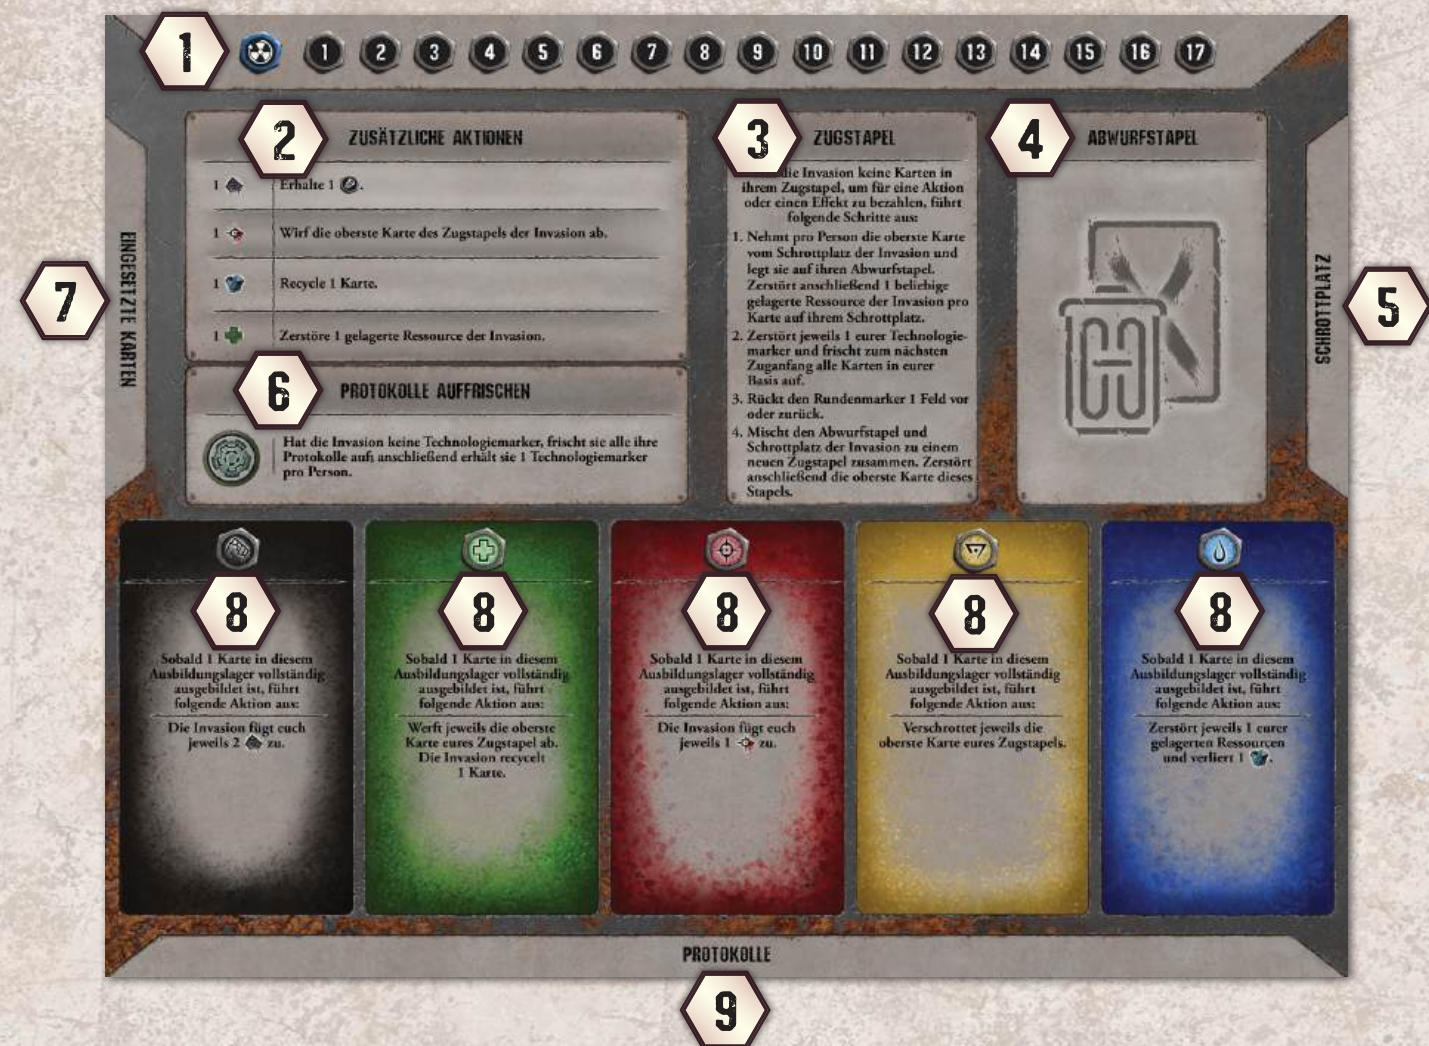 1
1 2 3 4 5 6 7 8 9 10 11 12 13 14 15 16 17
2
ZUSÄTZLICHE AKTIONEN
1 Erhalte 1 .
1 Wirf die oberste Karte des Zugstapels der Invasion ab.
1 Recycle 1 Karte.
1 Zerstöre 1 gelagerte Ressource der Invasion.
3
ZUGSTAPEL
die Invasion keine Karten in
ihrem Zugstapel, um für eine Aktion
oder einen Effekt zu bezahlen, führt
folgende Schritte aus:
1. Nehmt pro Person die oberste Karte
vom Schrottplatz der Invasion und
legt sie auf ihren Abwurfstapel.
Zerstört anschließend 1 beliebige
gelagerte Ressource der Invasion pro
Karte auf ihrem Schrottplatz.
2. Zerstört jeweils 1 eurer Technologie-
marker und frischt zum nächsten
Zuganfang alle Karten in eurer
Basis auf.
3. Rückt den Rundenmarker 1 Feld vor
oder zurück.
4. Mischt den Abwurfstapel und
Schrottplatz der Invasion zu einem
neuen Zugstapel zusammen. Zerstört
anschließend die oberste Karte dieses
Stapels.
4
ABWURFSTAPEL
5
SCHROTTPLATZ
6
PROTOKOLLE AUFFRISCHEN
Hat die Invasion keine Technologiemarker, frischt sie alle ihre
Protokolle auf; anschließend erhält sie 1 Technologiemarker
pro Person.
7
EINGESETZTE KARTEN
8
Sobald 1 Karte in diesem
Ausbildungslager vollständig
ausgebildet ist, führt
folgende Aktion aus:
Die Invasion fügt euch
jeweils 2 zu.
8
Sobald 1 Karte in diesem
Ausbildungslager vollständig
ausgebildet ist, führt
folgende Aktion aus:
Werft jeweils die oberste
Karte eures Zugstapel ab.
Die Invasion recycelt
1 Karte.
8
Sobald 1 Karte in diesem
Ausbildungslager vollständig
ausgebildet ist, führt
folgende Aktion aus:
Die Invasion fügt euch
jeweils 1 zu.
8
Sobald 1 Karte in diesem
Ausbildungslager vollständig
ausgebildet ist, führt
folgende Aktion aus:
Verschrottet jeweils die
oberste Karte eures Zugstapels.
8
Sobald 1 Karte in diesem
Ausbildungslager vollständig
ausgebildet ist, führt
folgende Aktion aus:
Zerstört jeweils 1 eurer
gelagerten Ressourcen
und verliert 1 .
PROTOKOLLE
9